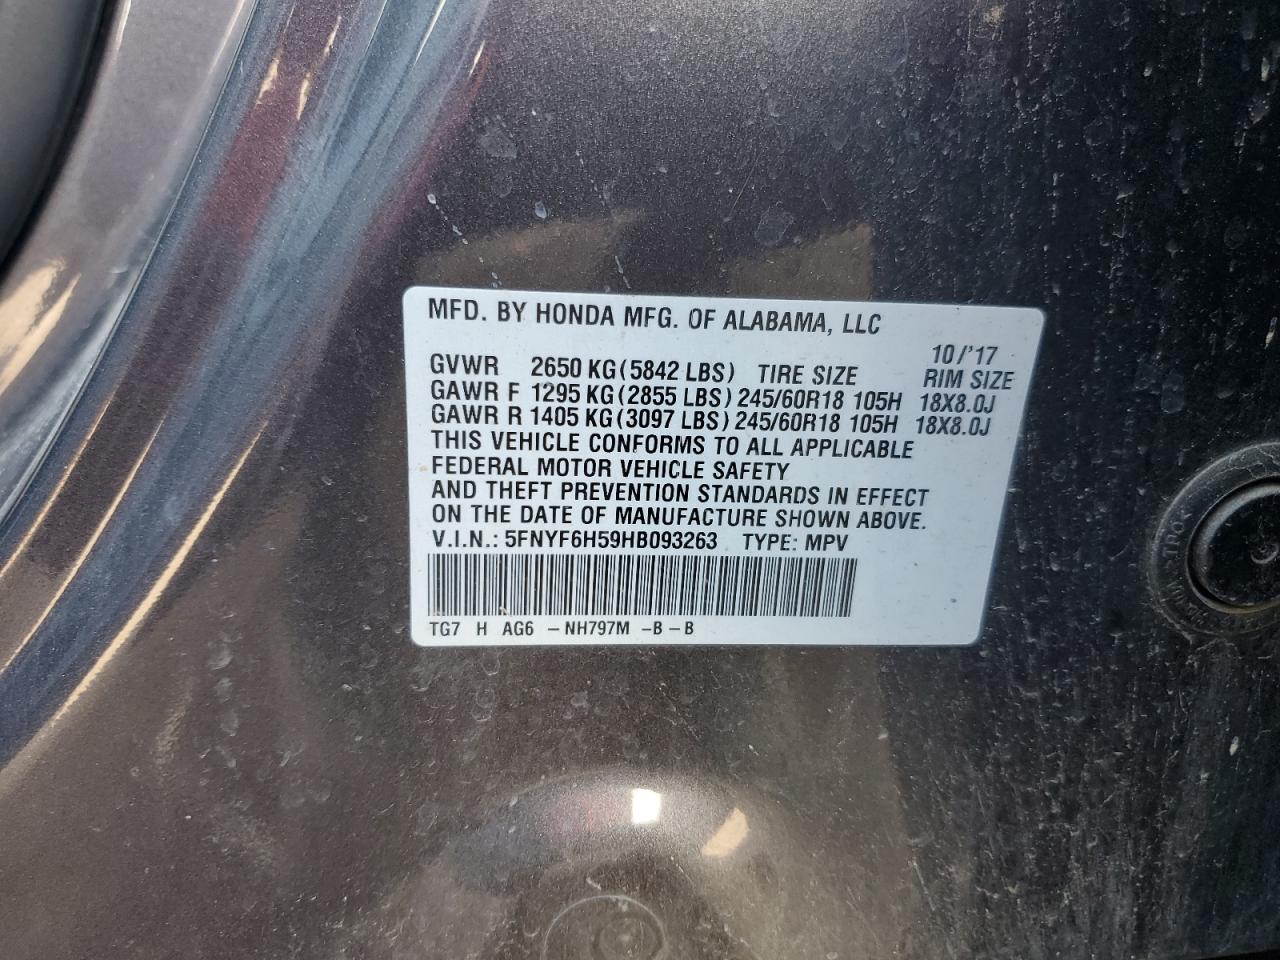 MFD. BY HONDA MFG. OF ALABAMA, LLC
10/'17
GVWR 2650 KG(5842 LBS) TIRE SIZE RIM SIZE
GAWR F 1295 KG(2855 LBS) 245/60R18 105H 18X8.0J
GAWR R 1405 KG(3097 LBS) 245/60R18 105H 18X8.0J
THIS VEHICLE CONFORMS TO ALL APPLICABLE
FEDERAL MOTOR VEHICLE SAFETY
AND THEFT PREVENTION STANDARDS IN EFFECT
ON THE DATE OF MANUFACTURE SHOWN ABOVE.
V.I.N.: 5FNYF6H59HB093263 TYPE: MPV
TG7 H AG6 -NH797M -B-B